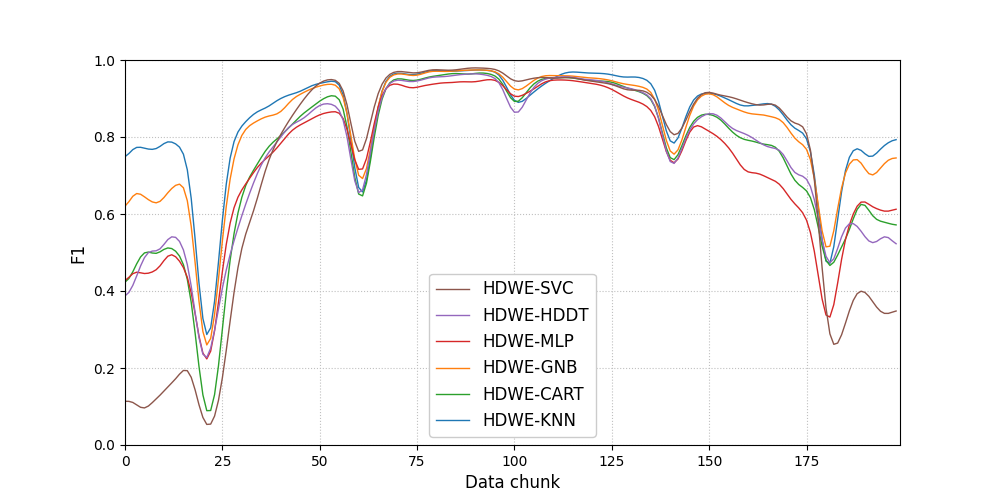 1.0
0.8
0.6
0.4
0.2
0.0
F1
HDWE-SVC
HDWE-HDDT
HDWE-MLP
HDWE-GNB
HDWE-CART
HDWE-KNN
0 25 50 75 100 125 150 175
Data chunk